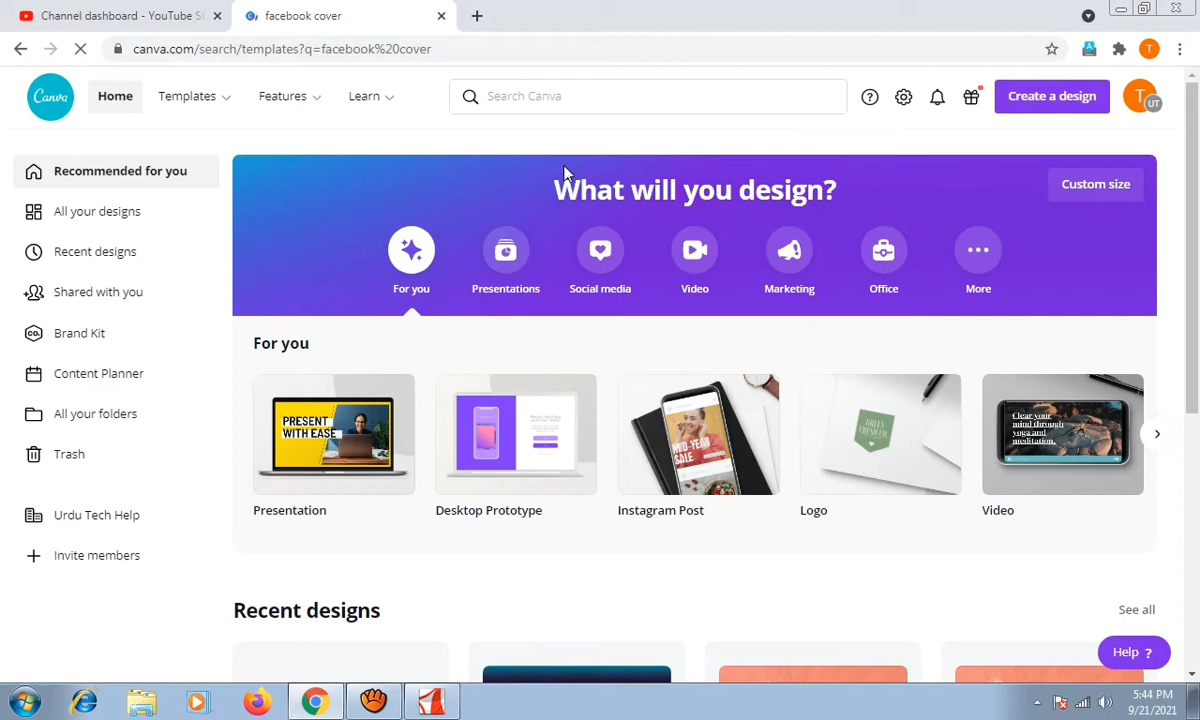 Channel dashboard - YouTube St
facebook cover
canva.com/search/templates?q=facebook%20cover
T
Canva
Home
Templates
Features
Learn
Search Canva
Create a design
T
UT
Recommended for you
All your designs
Recent designs
Shared with you
Brand Kit
co.
Content Planner
All your folders
Trash
Urdu Tech Help
Invite members
What will you design?
Custom size
For you
Presentations
Social media
Video
Marketing
Office
More
For you
PRESENT
WITH EASE
MID-YEAR
SALE
GREEN
Clear your
mind through
yoga and
meditation.
Presentation
Desktop Prototype
Instagram Post
Logo
Video
Recent designs
See all
Help ?
5:44 PM
9/21/2021